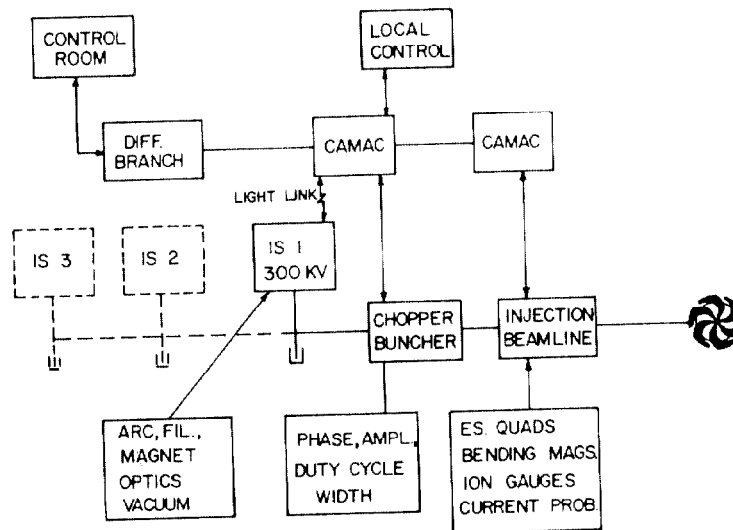 CONTROL
ROOM
LOCAL
CONTROL
DIFF.
BRANCH
CAMAC
CAMAC
LIGHT LINK
IS 3
IS 2
IS 1
300 KV
CHOPPER
BUNCHER
INJECTION
BEAMLINE
ARC, FIL.,
MAGNET
OPTICS
VACUUM
PHASE, AMPL.,
DUTY CYCLE
WIDTH
ES. QUADS
BENDING MAGS.
ION GAUGES
CURRENT PROB.